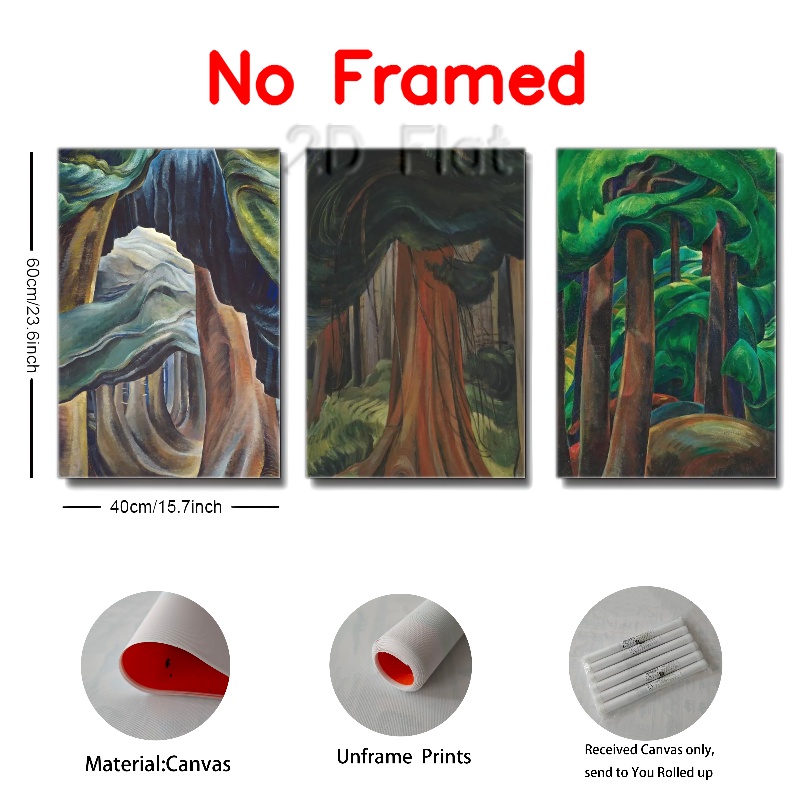 No Framed
2D Flat
60cm/23.6inch
40cm/15.7inch
Material:Canvas
Unframe Prints
Received Canvas only,
send to You Rolled up